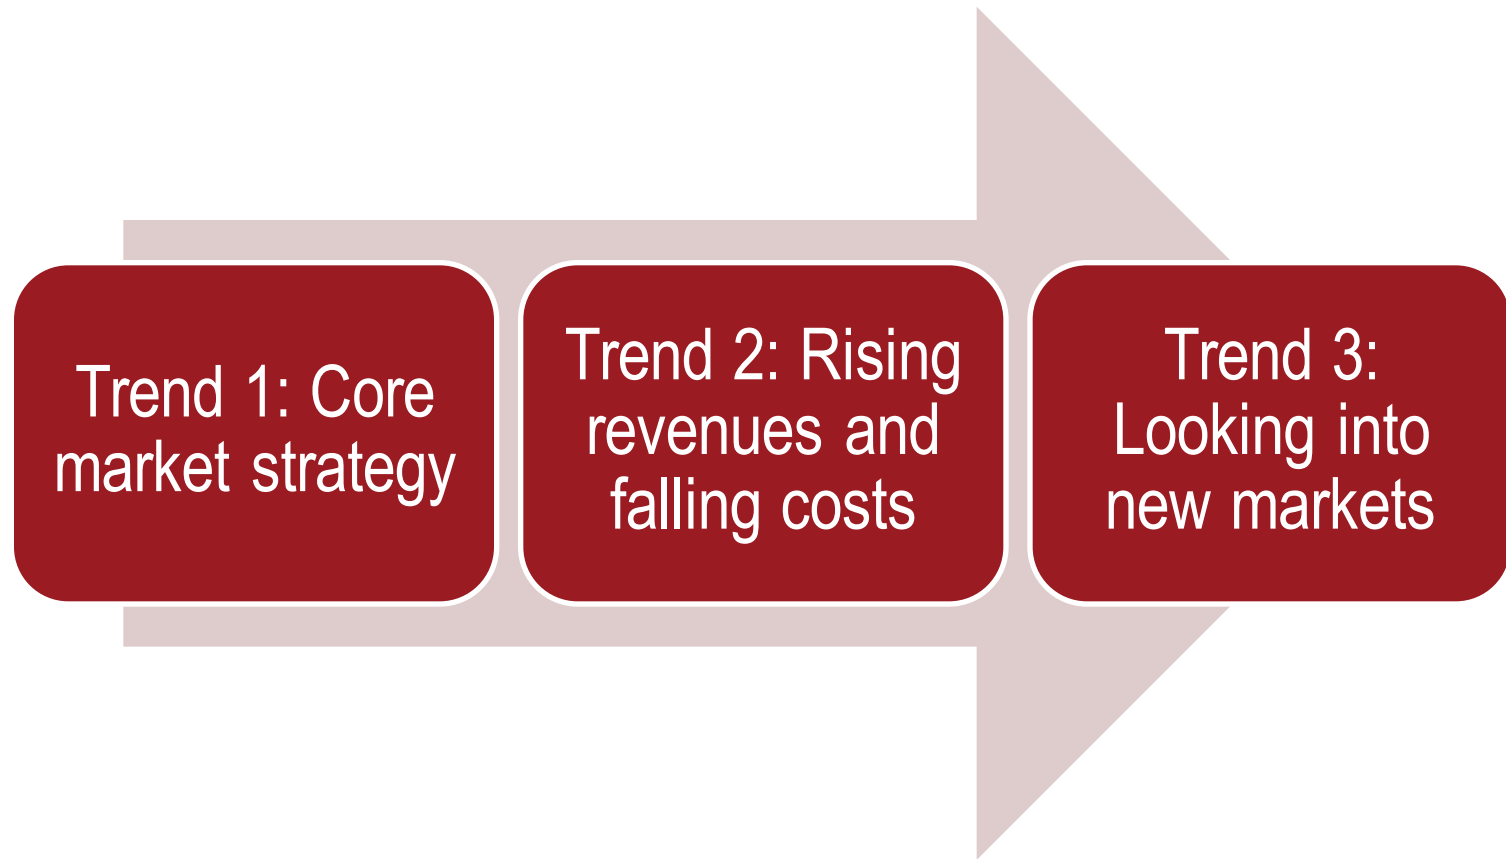 Trend 1: Core
market strategy
Trend 2: Rising
revenues and
falling costs
Trend 3:
Looking into
new markets